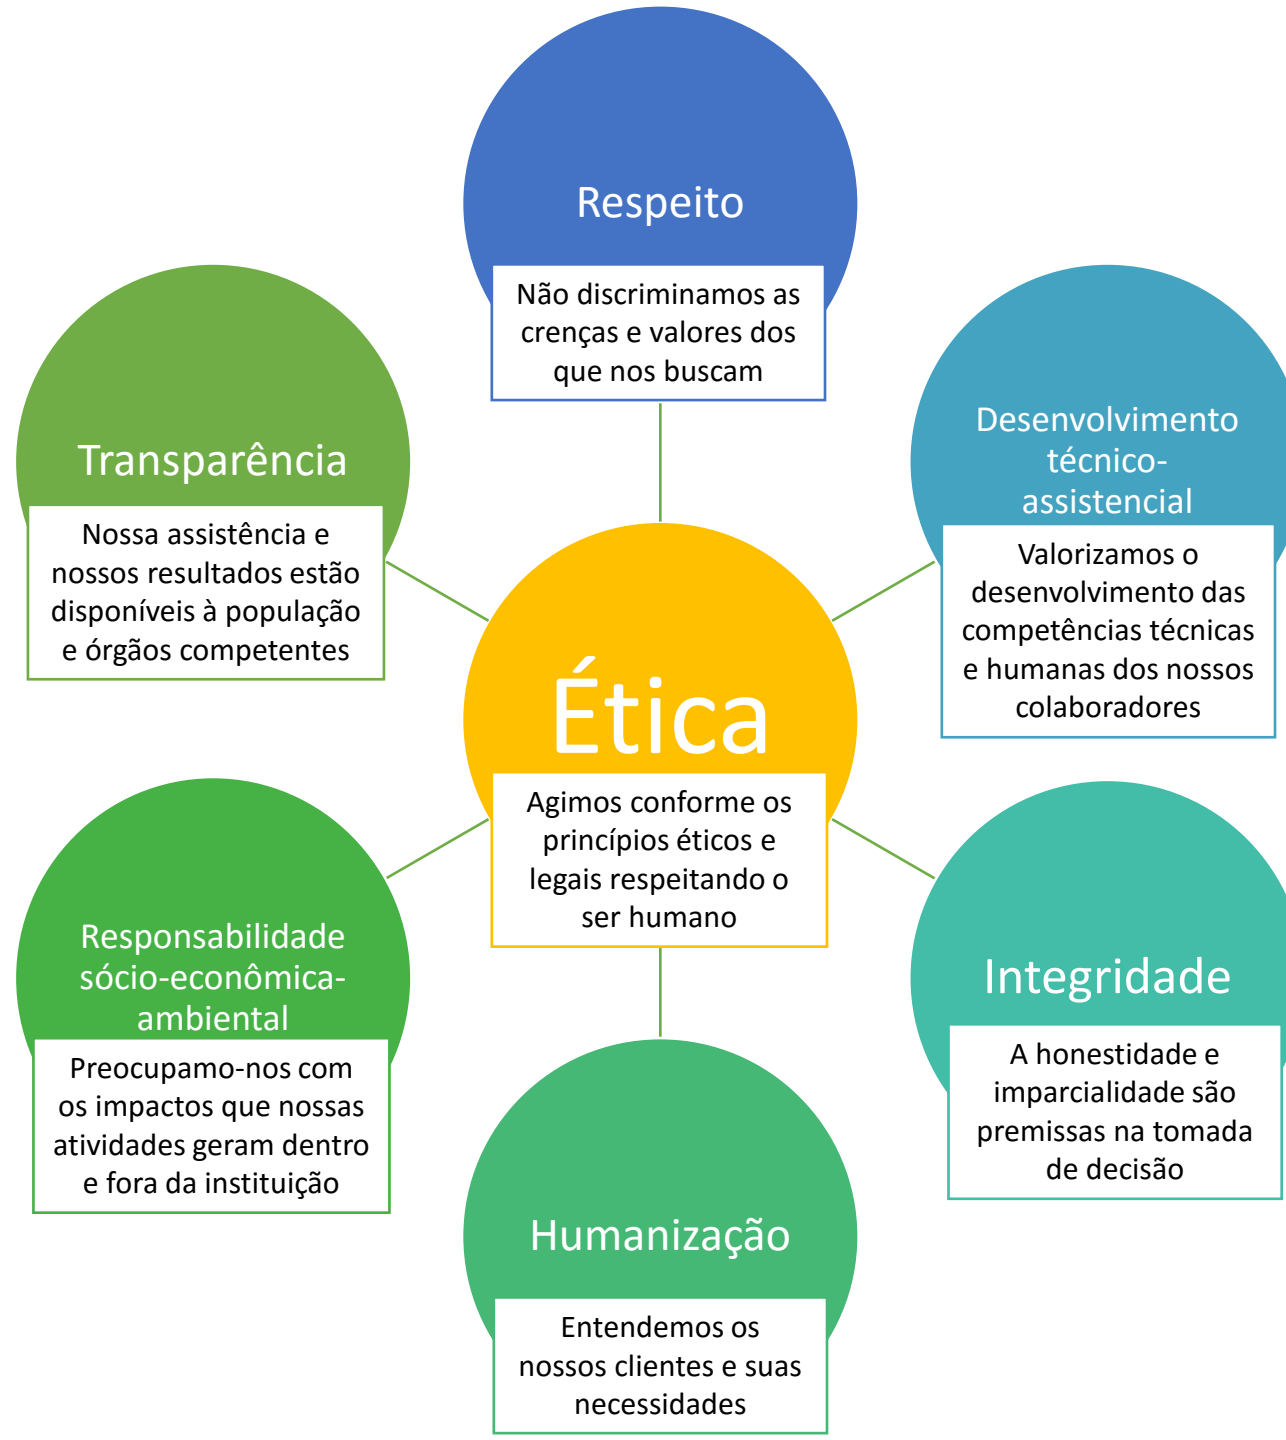 Respeito
Não discriminamos as
crenças e valores dos
que nos buscam
Desenvolvimento
técnico-
assistencial
Valorizamos o
desenvolvimento das
competências técnicas
e humanas dos nossos
colaboradores
Integridade
A honestidade e
imparcialidade são
premissas na tomada
de decisão
Humanização
Entendemos os
nossos clientes e suas
necessidades
Responsabilidade
sócio-econômica-
ambiental
Preocupamo-nos com
os impactos que nossas
atividades geram dentro
e fora da instituição
Transparência
Nossa assistência e
nossos resultados estão
disponíveis à população
e órgãos competentes
Ética
Agimos conforme os
princípios éticos e
legais respeitando o
ser humano